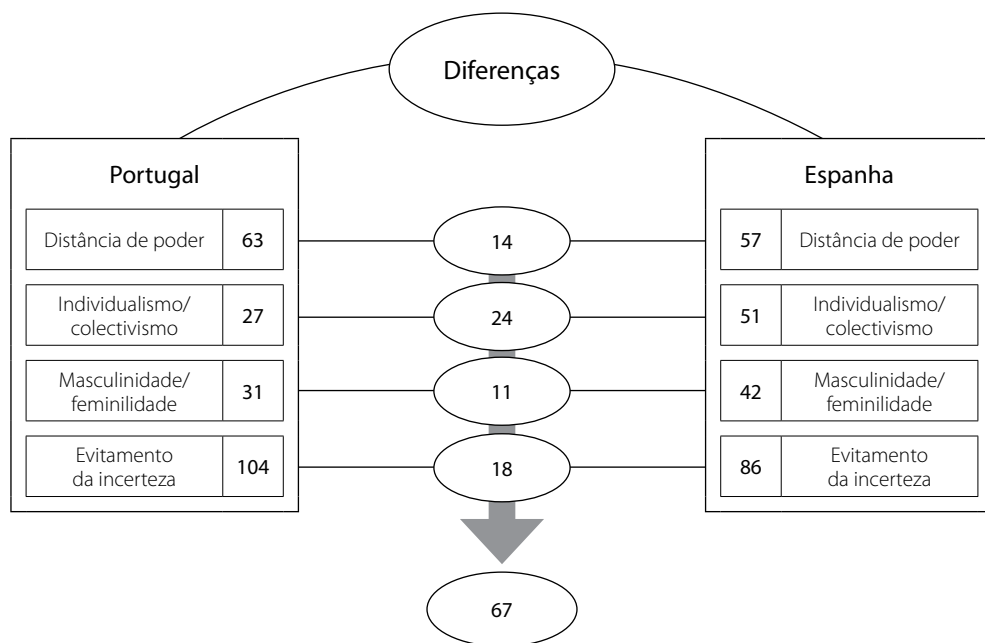 Diferenças
Portugal
Espanha
Distância de poder 63
14
57 Distância de poder
Individualismo/
colectivismo
27
24
51
Individualismo/
colectivismo
Masculinidade/
feminilidade
31
11
42
Masculinidade/
feminilidade
Evitamento
da incerteza
104
18
86
Evitamento
da incerteza
67